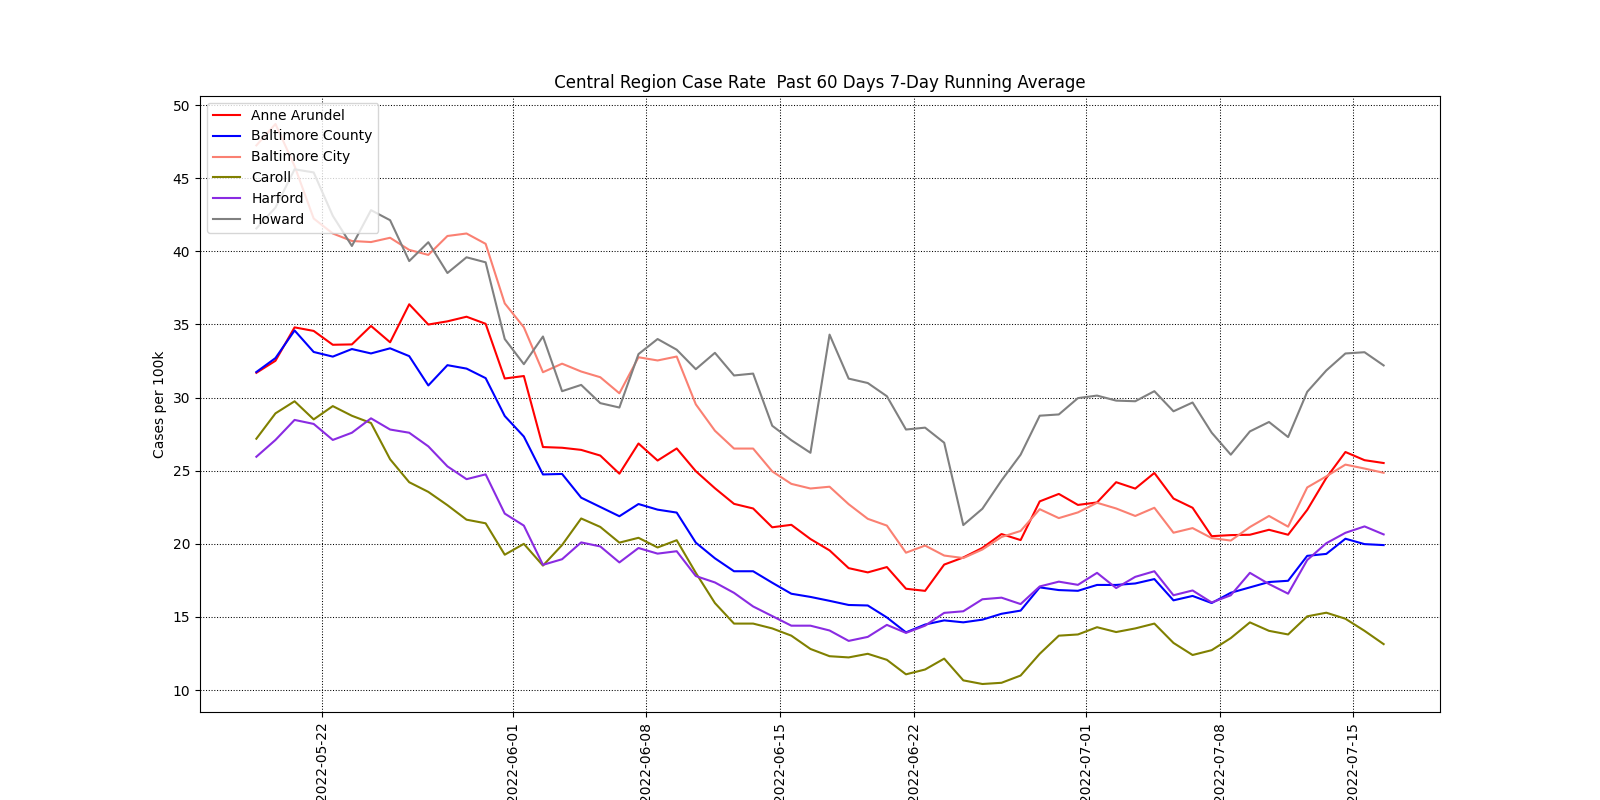 Central Region Case Rate  Past 60 Days 7-Day Running Average
Cases per 100k
50
45
40
35
30
25
20
15
10
Anne Arundel
Baltimore County
Baltimore City
Caroll
Harford
Howard
2022-05-22
2022-06-01
2022-06-08
2022-06-15
2022-06-22
2022-07-01
2022-07-08
2022-07-15